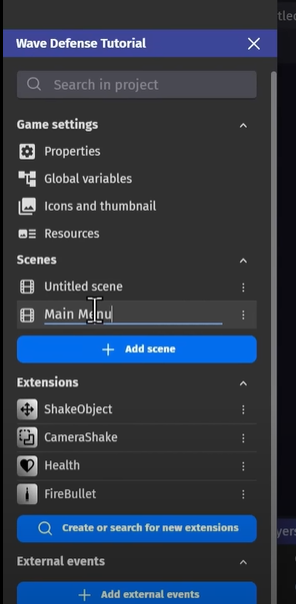 Wave Defense Tutorial
Search in project
Game settings
Properties
Global variables
Icons and thumbnail
Resources
Scenes
Untitled scene
Main Menu
Add scene
Extensions
ShakeObject
CameraShake
Health
FireBullet
Create or search for new extensions
External events
Add external events